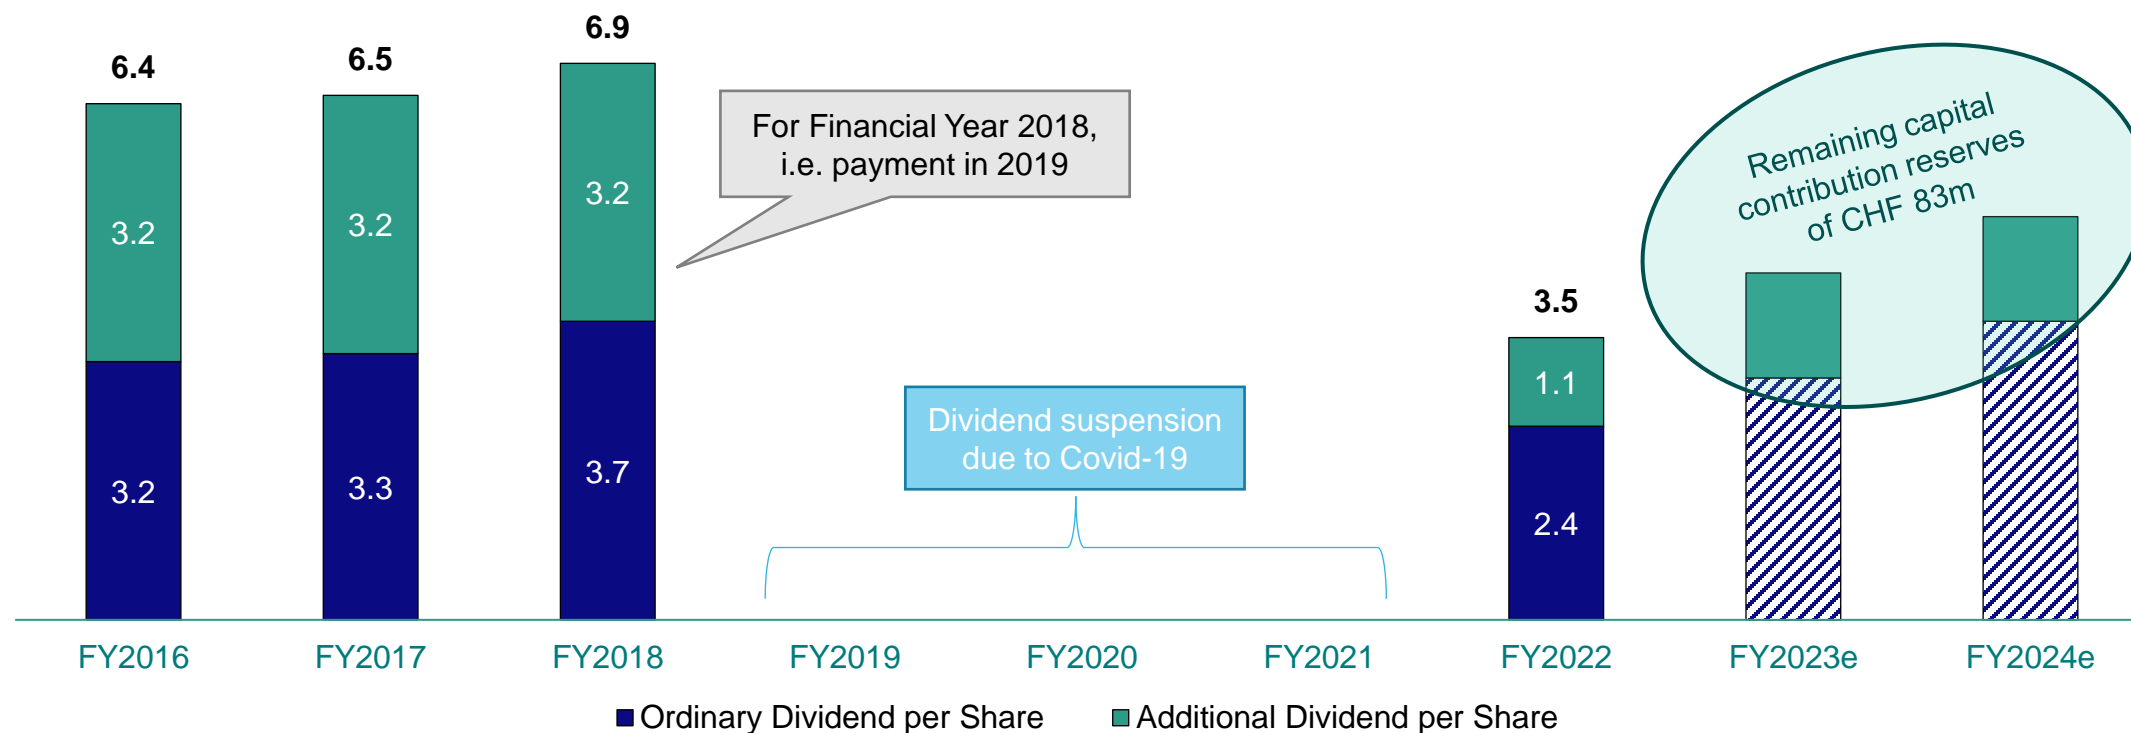 6.4
6.5
6.9
3.2
3.2
3.2
3.2
3.3
3.7
For Financial Year 2018,
i.e. payment in 2019
Dividend suspension
due to Covid-19
3.5
1.1
2.4
Remaining capital
contribution reserves
of CHF 83m
FY2016
FY2017
FY2018
FY2019
FY2020
FY2021
FY2022
FY2023e
FY2024e
Ordinary Dividend per Share
Additional Dividend per Share